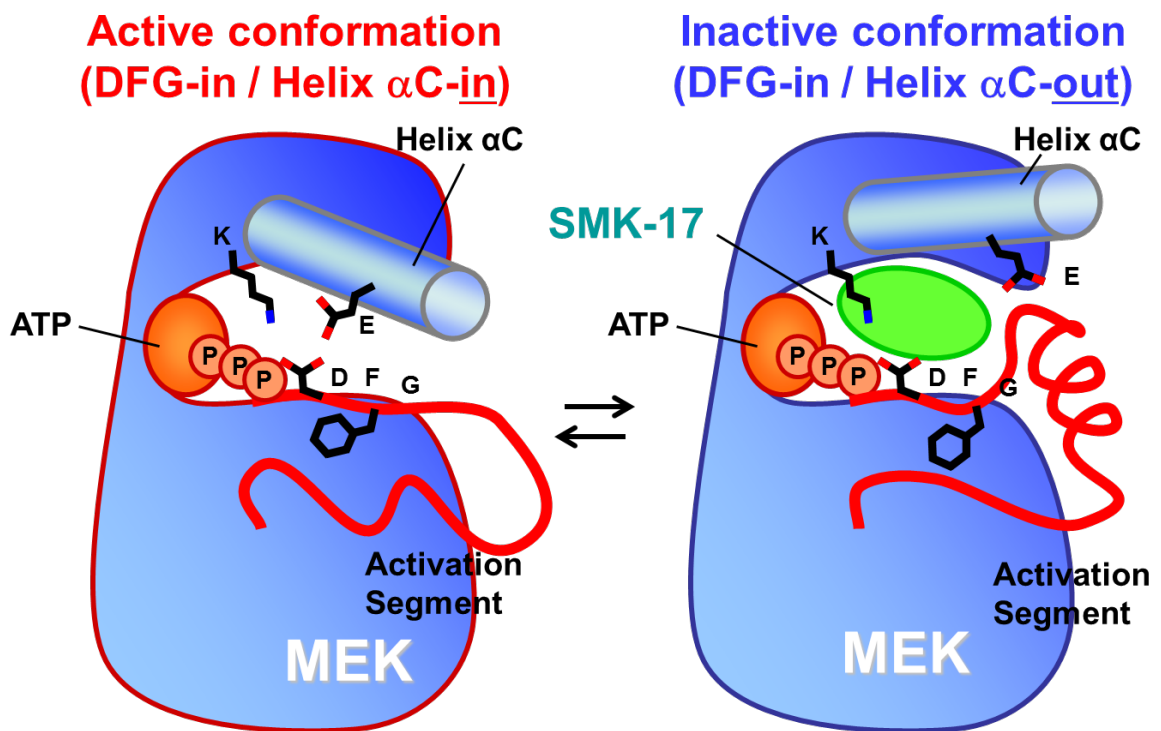 Active conformation
(DFG-in / Helix αC-in)
Helix αC
K
E
ATP
P
P
P
D
F
G
Activation
Segment
MEK
Inactive conformation
(DFG-in / Helix αC-out)
Helix αC
SMK-17
K
E
ATP
P
P
P
D
F
G
Activation
Segment
MEK